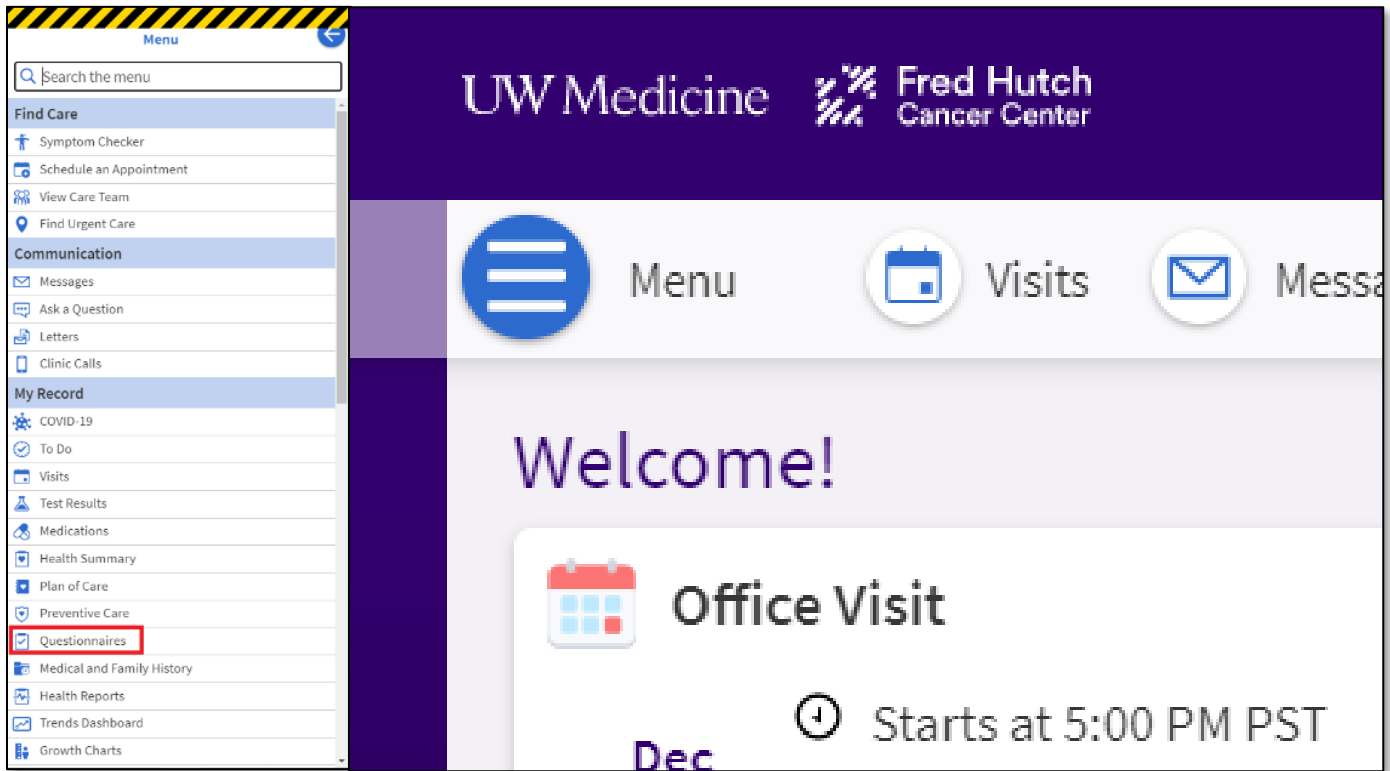 Menu
Search the menu
Find Care
Symptom Checker
Schedule an Appointment
View Care Team
Find Urgent Care
Communication
Messages
Ask a Question
Letters
Clinic Calls
My Record
COVID-19
To Do
Visits
Test Results
Medications
Health Summary
Plan of Care
Preventive Care
Questionnaires
Medical and Family History
Health Reports
Trends Dashboard
Growth Charts
UW Medicine
Fred Hutch
Cancer Center
Menu Visits Messa
Welcome!
Office Visit
Starts at 5:00 PM PST
Dec